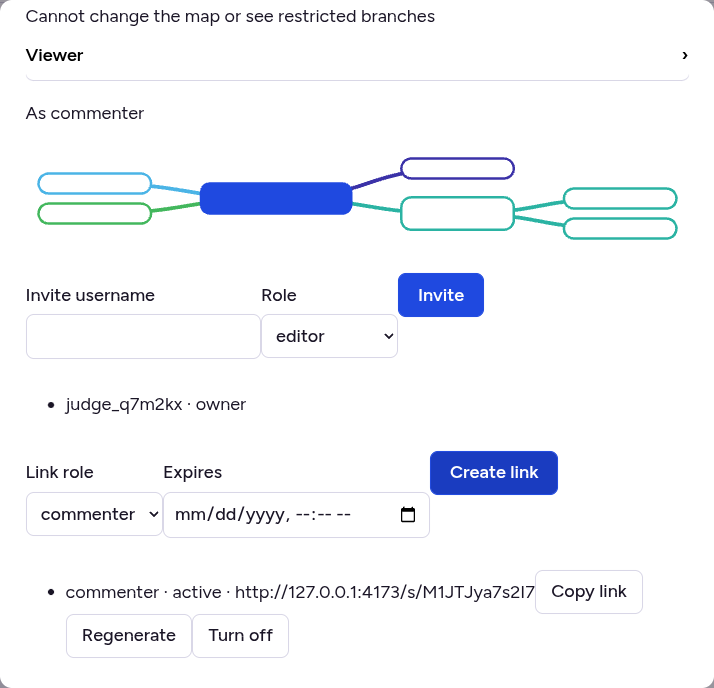 Cannot change the map or see restricted branches
Viewer ›
As commenter
Invite username
Role
Invite
editor
• judge_q7m2kx · owner
Link role
Expires
Create link
commenter
mm/dd/yyyy, --:-- --
• commenter · active · http://127.0.0.1:4173/s/M1JTJya7s2I7
Copy link
Regenerate
Turn off